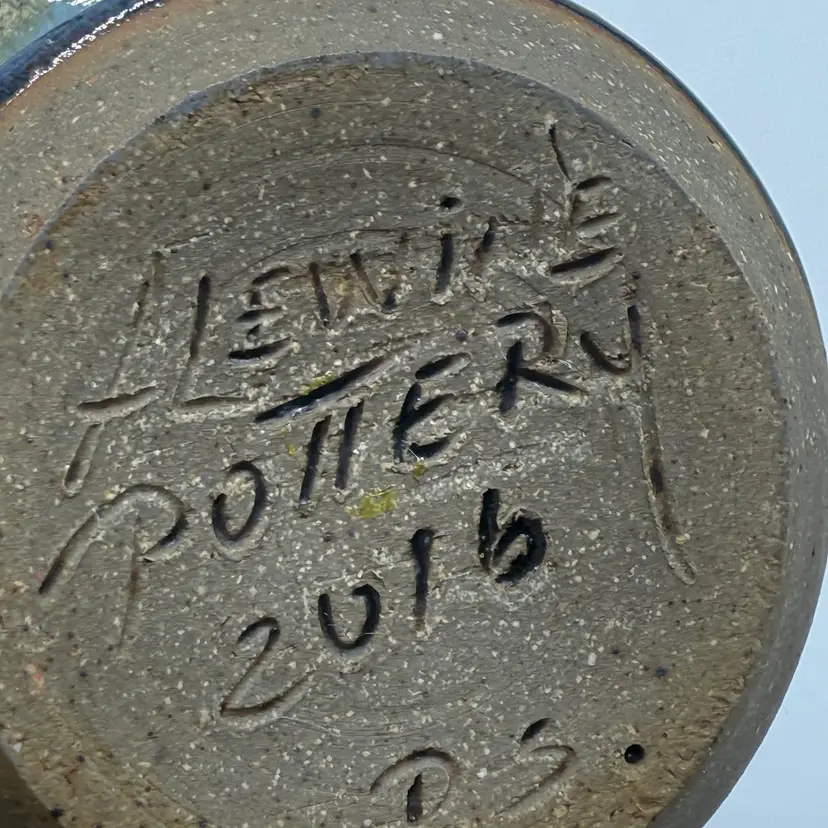 ALEWiNE
POTTERY
2016
D S.